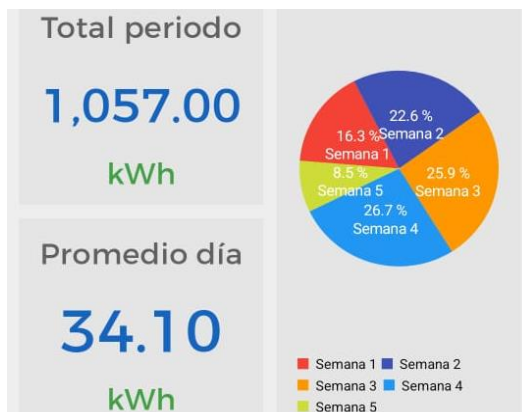 Total periodo
1,057.00
kWh
Promedio día
34.10
kWh
22.6 %
Semana 2
16.3 %
Semana 1
25.9 %
Semana 3
8.5 %
Semana 5
26.7 %
Semana 4
Semana 1 Semana 2
Semana 3 Semana 4
Semana 5